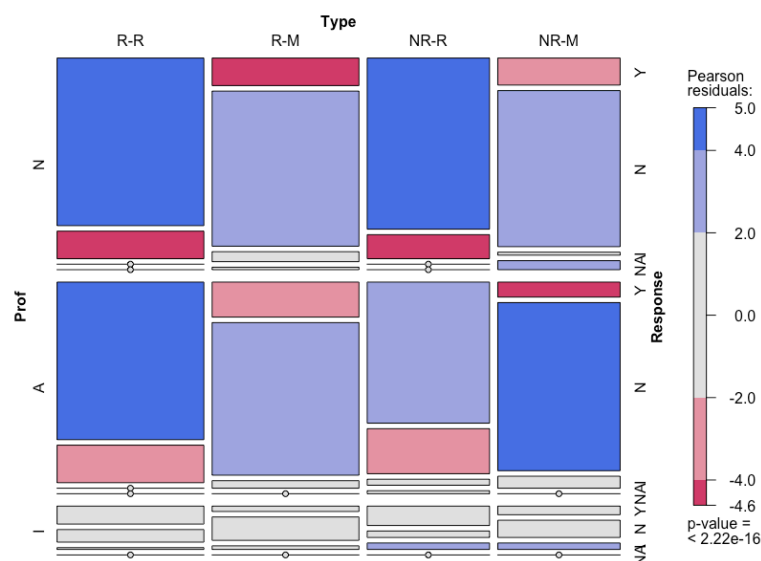 Type
R-R R-M NR-R NR-M
Prof
N
A
I
Y
N
I
NA
Y
N
I
NA
Y
N
I
NA
Response
Pearson
residuals:
5.0
4.0
2.0
0.0
-2.0
-4.0
-4.6
p-value =
< 2.22e-16